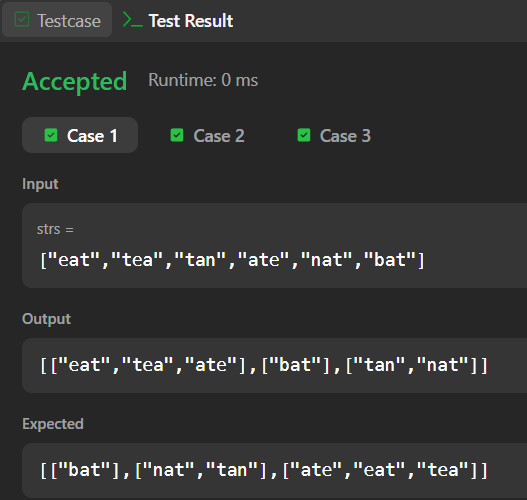 Testcase >_ Test Result
Accepted Runtime: 0 ms
Case 1 Case 2 Case 3
Input
strs =
["eat","tea","tan","ate","nat","bat"]
Output
[["eat","tea","ate"],["bat"],["tan","nat"]]
Expected
[["bat"],["nat","tan"],["ate","eat","tea"]]